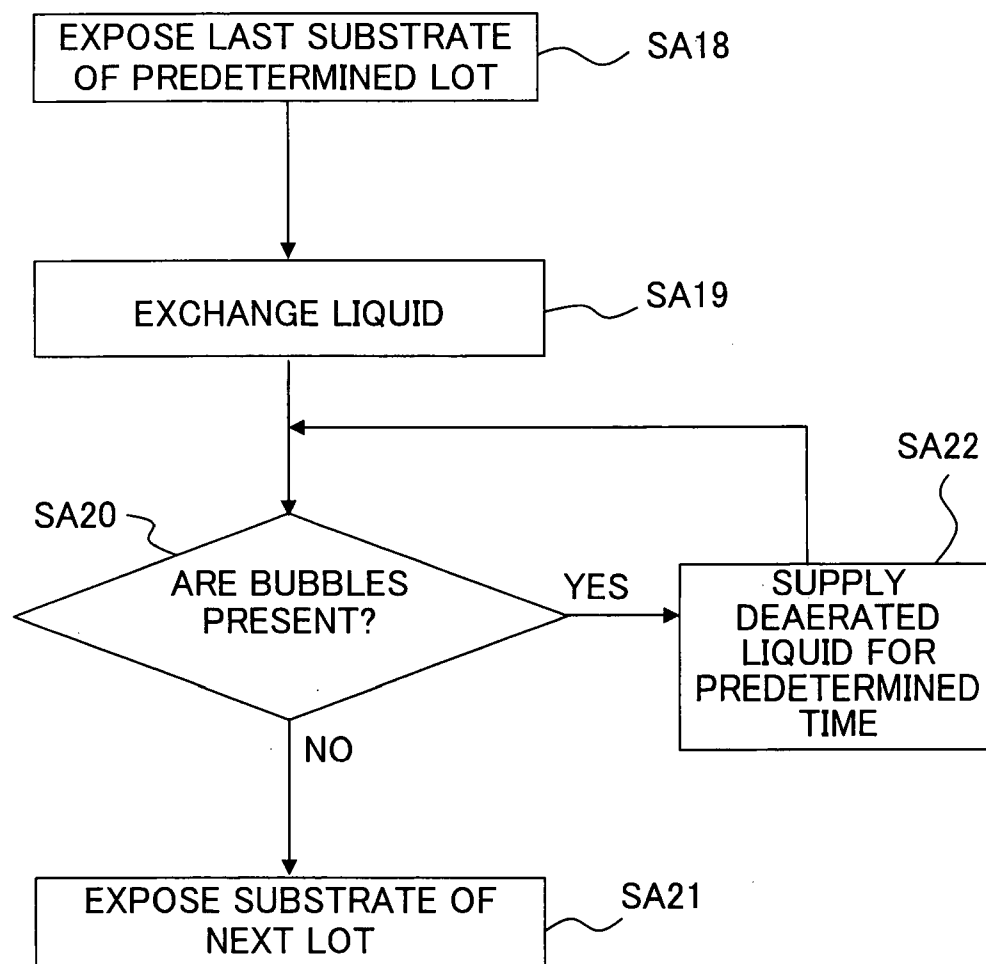 EXPOSE LAST SUBSTRATE
OF PREDETERMINED LOT
SA18
EXCHANGE LIQUID
SA19
SA22
SA20
ARE BUBBLES
PRESENT?
YES
SUPPLY
DEAERATED
LIQUID FOR
PREDETERMINED
TIME
NO
EXPOSE SUBSTRATE OF
NEXT LOT
SA21